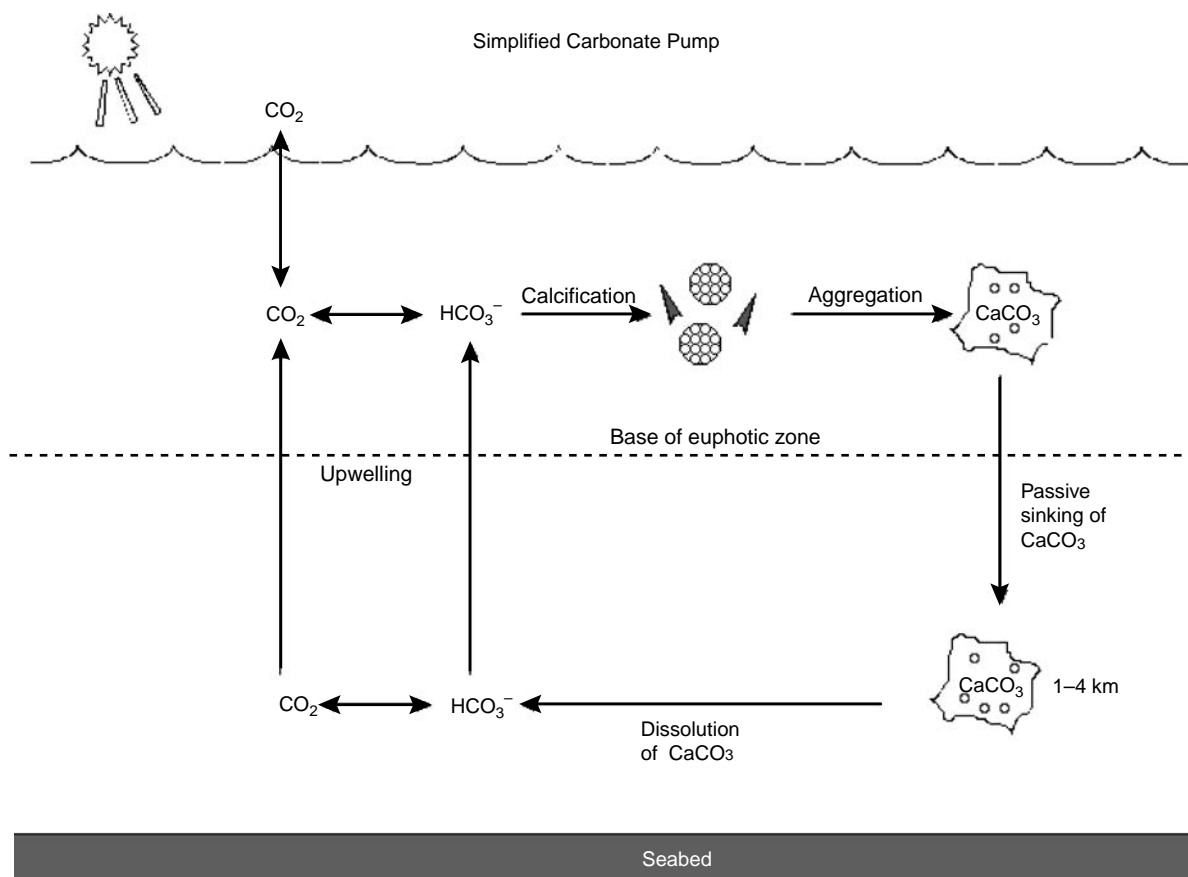 Simplified Carbonate Pump
CO₂
CO₂
HCO₃⁻
Calcification
Aggregation
CaCO₃
Base of euphotic zone
Upwelling
Passive
sinking of
CaCO₃
CO₂
HCO₃⁻
Dissolution
of CaCO₃
CaCO₃
1–4 km
Seabed